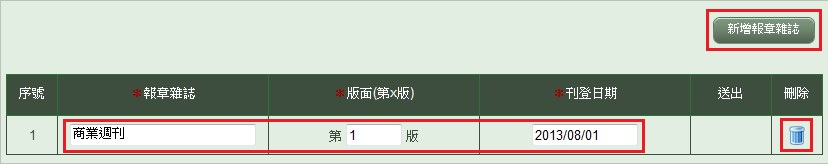 新增報章雜誌
序號 *報章雜誌 *版面(第x版) *刊登日期 送出 刪除
1 商業週刊 第 1 版 2013/08/01